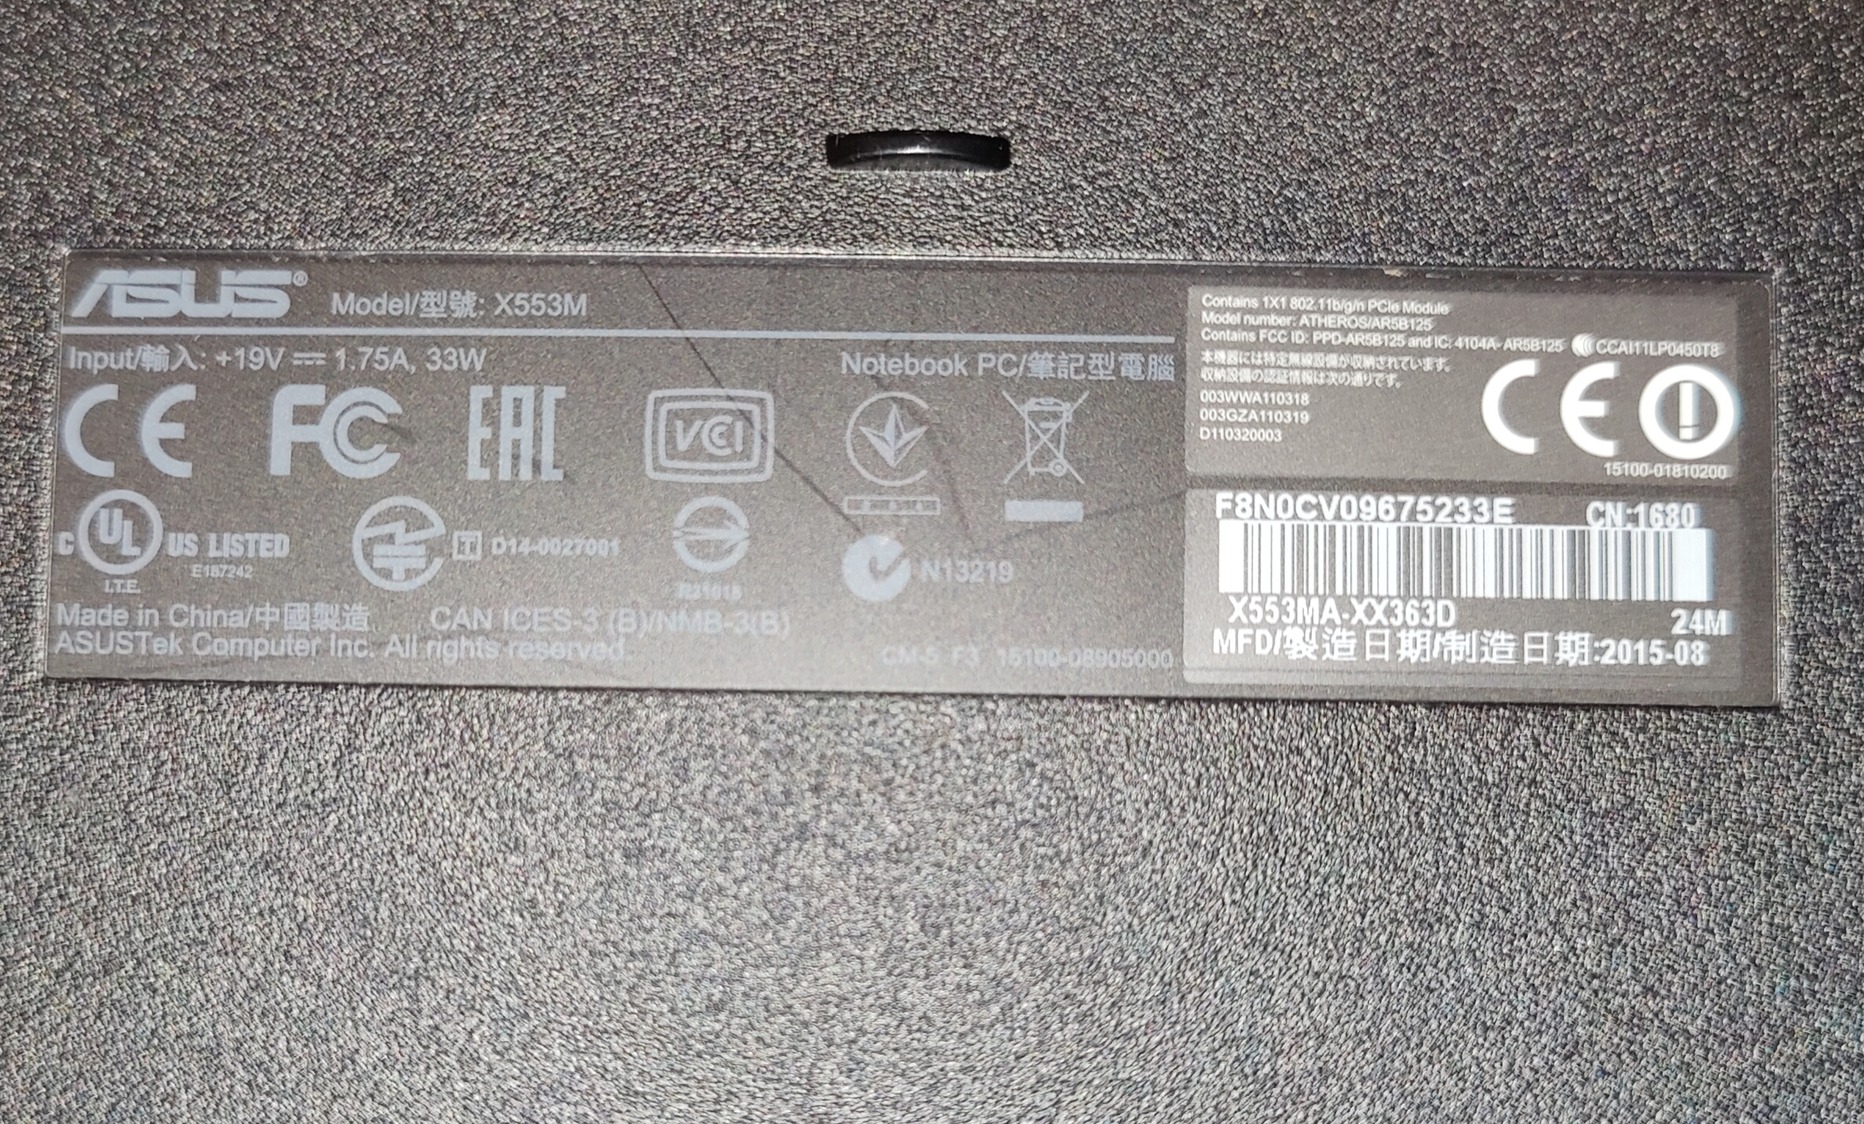 ASUS® Model/型號: X553M
Input/輸入: +19V ⎓ 1.75A, 33W
Notebook PC/筆記型電腦
CE FC EAC VCI
C UL US LISTED
E187242
I.T.E.
T D14-0027001
N13219
Made in China/中國製造 CAN ICES-3 (B)/NMB-3(B)
ASUSTek Computer Inc. All rights reserved.
CM-5 F3 15100-08905000
Contains 1X1 802.11b/g/n PCIe Module
Model number: ATHEROS/AR5B125
Contains FCC ID: PPD-AR5B125 and IC: 4104A-AR5B125 CCAI11LP0450T8
本機器には特定無線設備が収納されています。
収納設備の認証情報は次の通りです。
003WWA110318
003GZA110319
D110320003
CE
15100-01810200
F8N0CV09675233E CN:1680
X553MA-XX363D 24M
MFD/製造日期/制造日期:2015-08